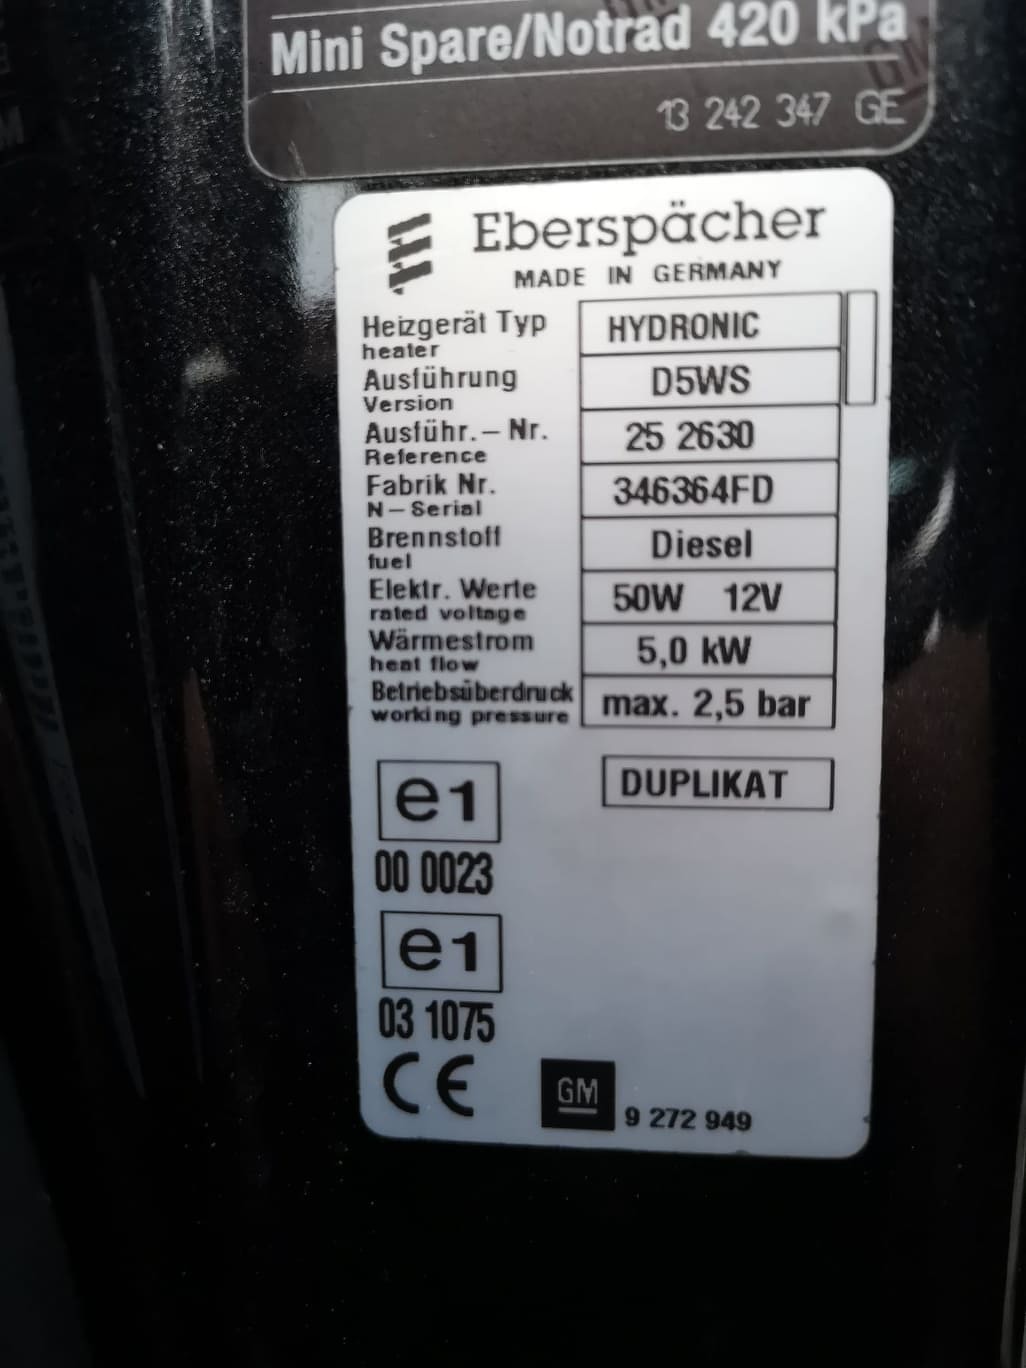 Mini Spare/Notrad 420 kPa
13 242 347 GE
Eberspächer
MADE IN GERMANY
Heizgerät Typ HYDRONIC
heater
Ausführung D5WS
Version
Ausführ.-Nr. 25 2630
Reference
Fabrik Nr. 346364FD
N-Serial
Brennstoff Diesel
fuel
Elektr. Werte 50W 12V
rated voltage
Wärmestrom 5,0 kW
heat flow
Betriebsüberdruck max. 2,5 bar
working pressure
e1 DUPLIKAT
00 0023
e1
03 1075
CE
GM 9 272 949